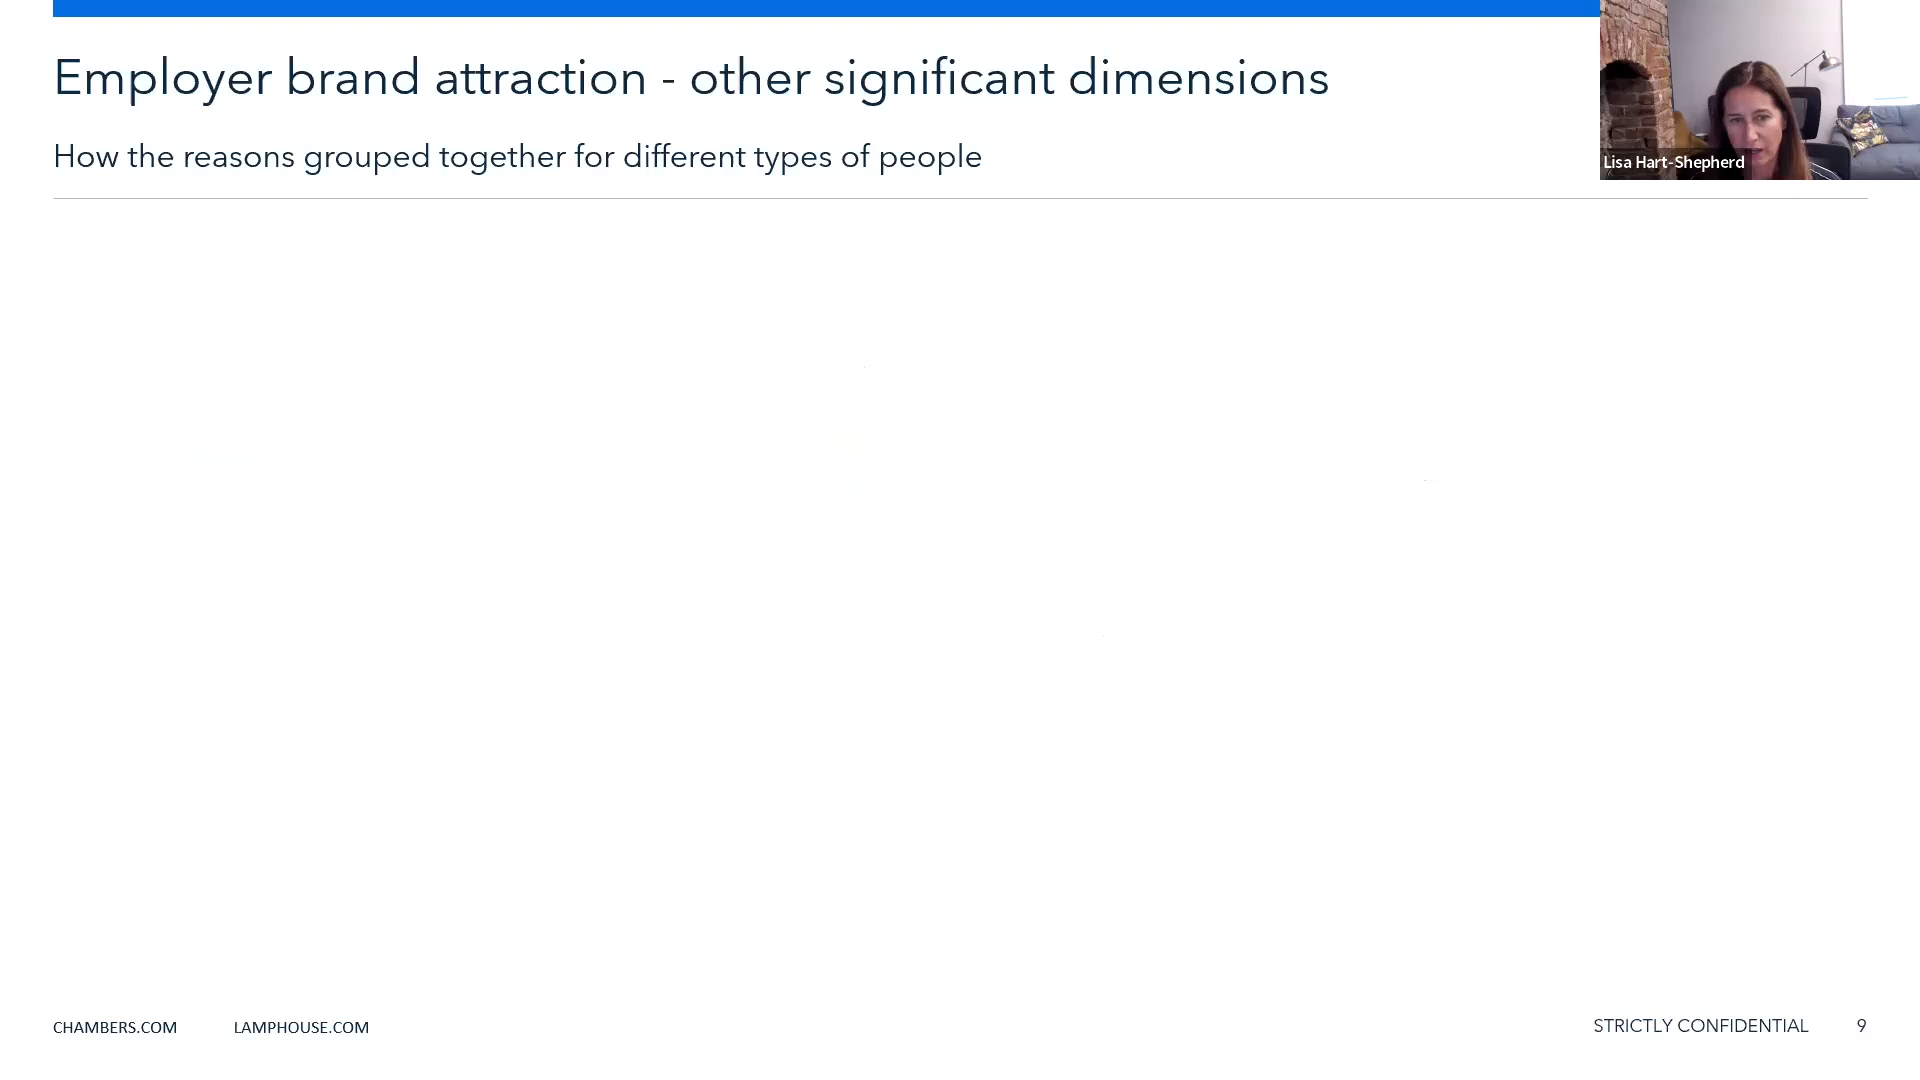 Employer brand attraction - other significant dimensions
How the reasons grouped together for different types of people
Lisa Hart-Shepherd
CHAMBERS.COM LAMPHOUSE.COM STRICTLY CONFIDENTIAL 9